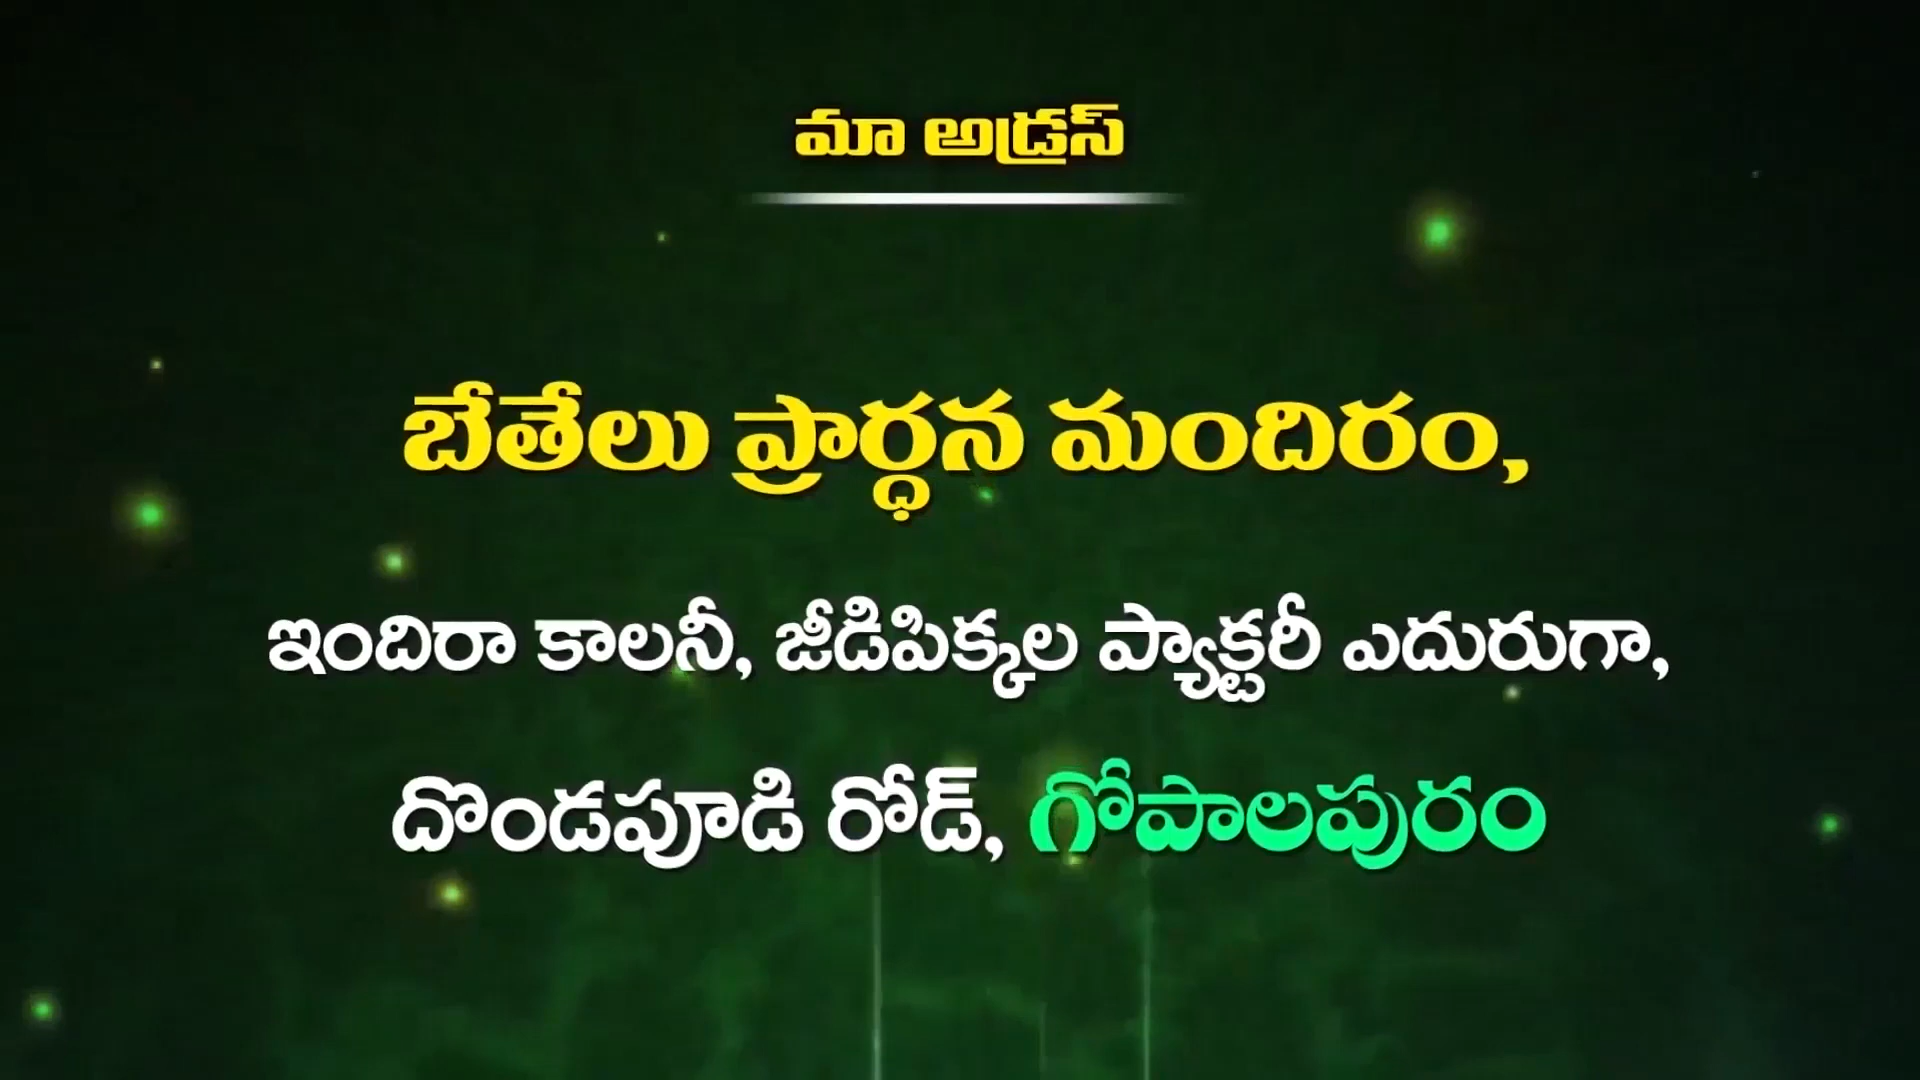 మా అడ్రస్
బేతేలు ప్రార్ధన మందిరం,
ఇందిరా కాలనీ, జీడిపిక్కల ప్యాక్టరీ ఎదురుగా,
దొండపూడి రోడ్, గోపాలపురం